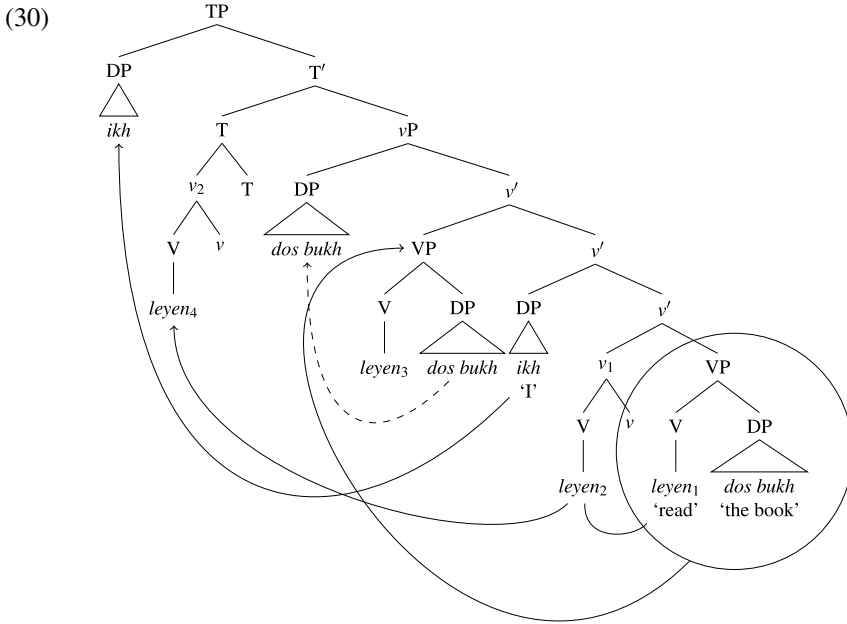 (30)
TP
DP T′
ikh
T vP
v₂ T DP v′
V v dos bukh VP v′
leyen₄ V DP DP v′
leyen₃ dos bukh ikh v₁ VP
‘I’
V v V DP
leyen₂ leyen₁ dos bukh
‘read’ ‘the book’